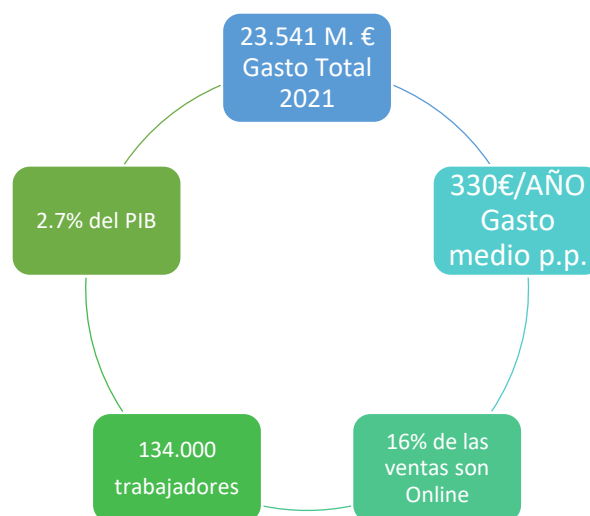 23.541 M. €
Gasto Total
2021
330€/AÑO
Gasto
medio p.p.
16% de las
ventas son
Online
134.000
trabajadores
2.7% del PIB